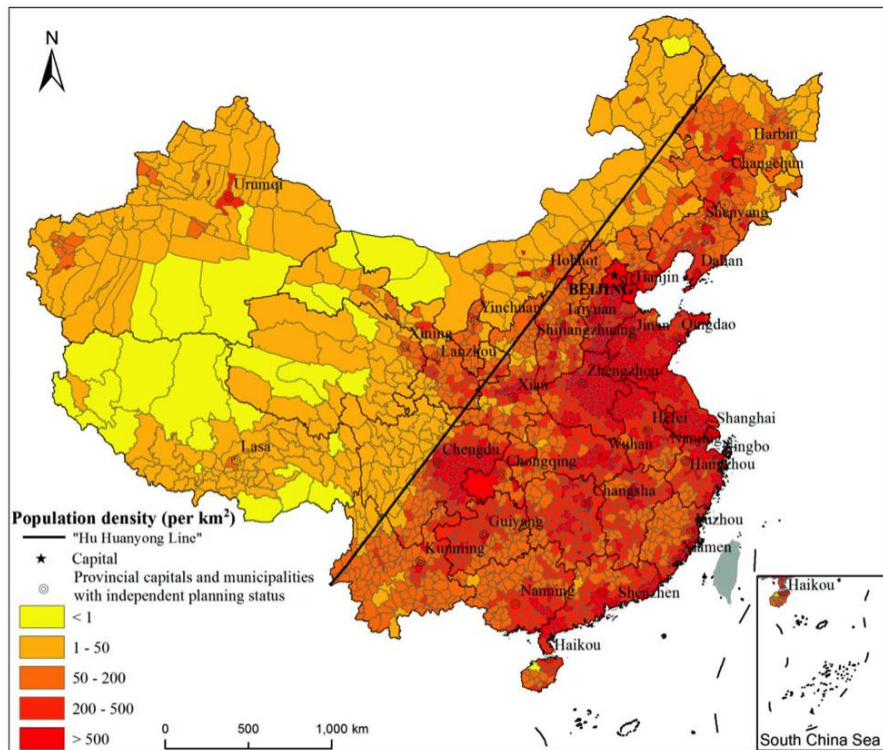 N
Harbin
Changchun
Urumqi
Shenyang
Hohhot
Dalian
Tianjin
BEIJING
Yinchuan
Taiyuan
Shijiangzhuang
Jinan
Qingdao
Xining
Lanzhou
Zhengzhou
Xian
Hefei
Shanghai
Nanjing
Ningbo
Wuhan
Lasa
Chengdu
Chongqing
Hangzhou
Changsha
Guiyang
Kunming
Nanning
Shenzhen
Haikou
Population density (per km²)
"Hu Huanyong Line"
Capital
Provincial capitals and municipalities
with independent planning status
< 1
1 - 50
50 - 200
200 - 500
> 500
0 500 1,000 km
Haikou
South China Sea